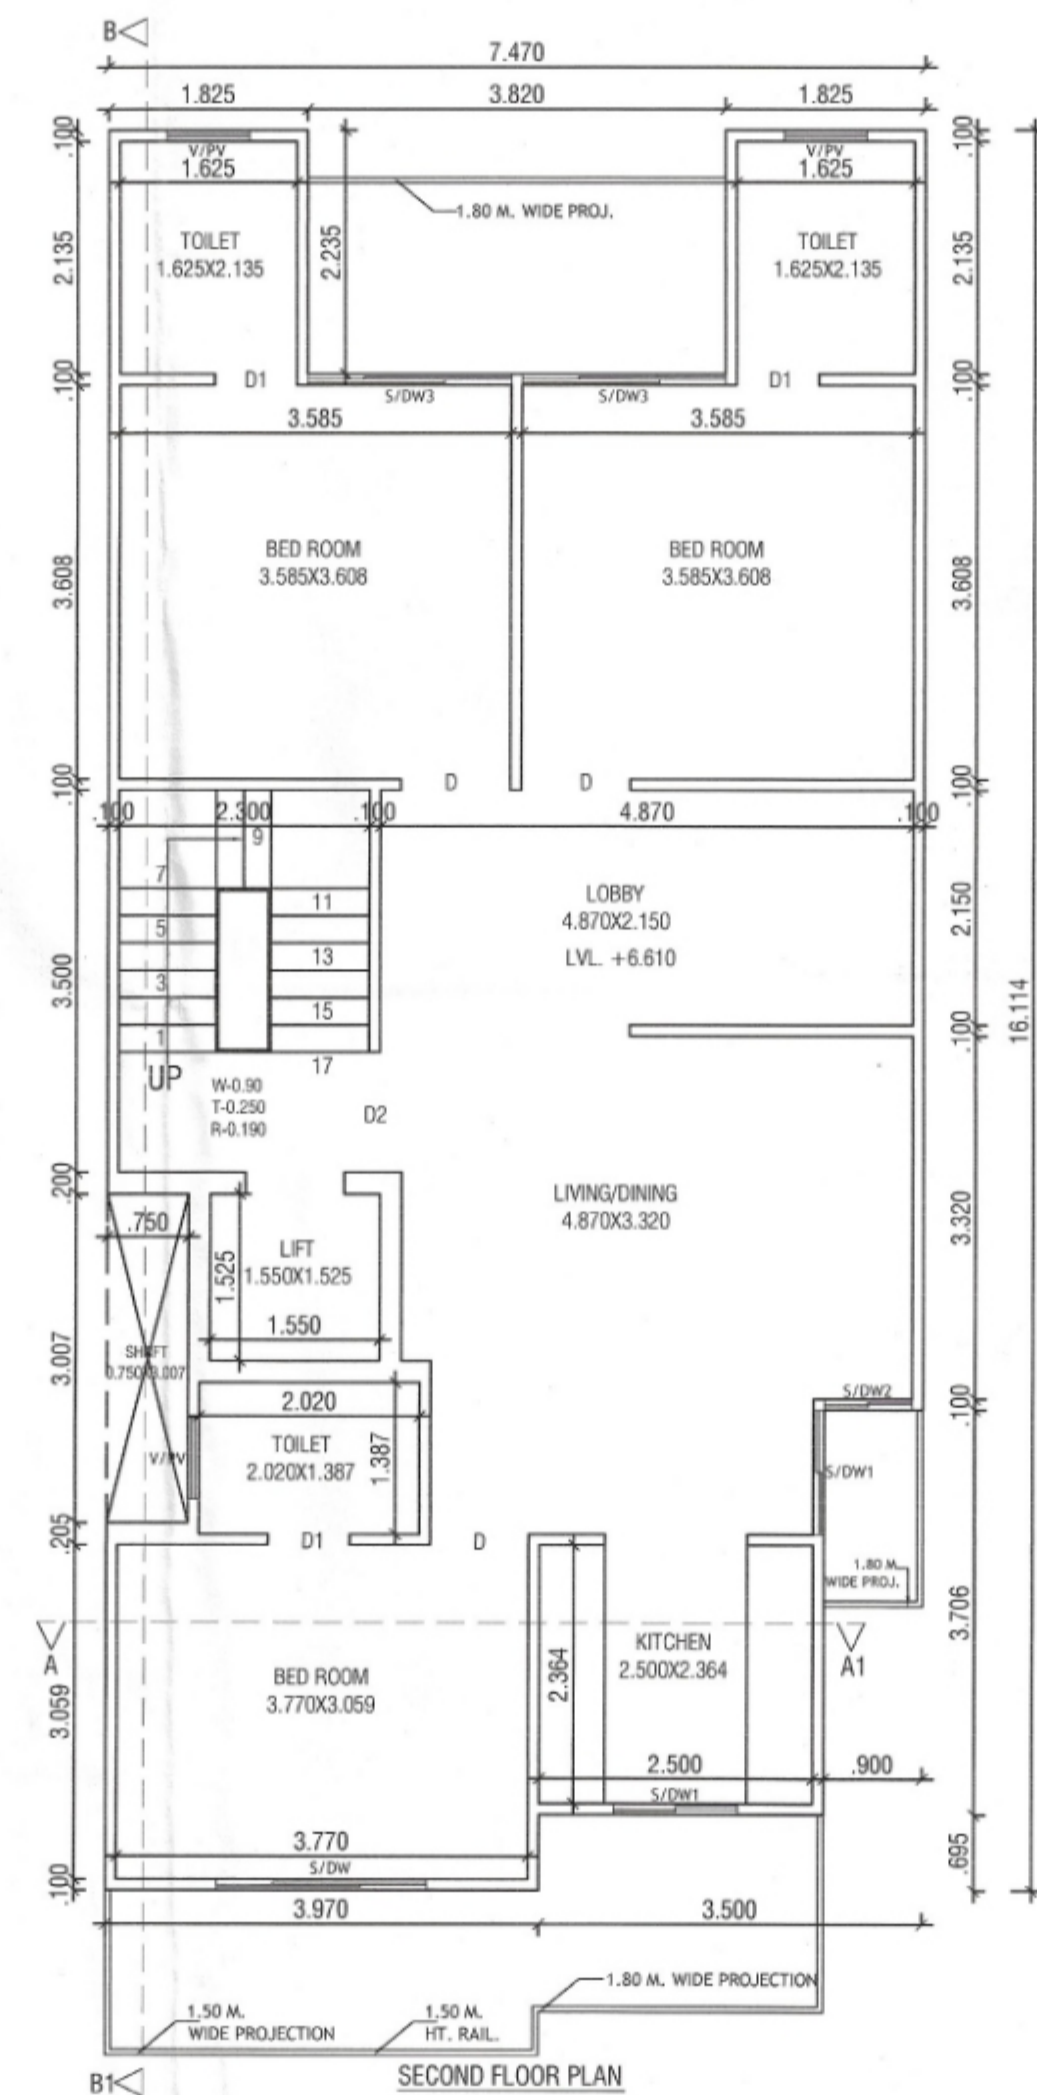 B
7.470
1.825 3.820 1.825
.100 .100
V/PV V/PV
1.625 1.625
1.80 M. WIDE PROJ.
TOILET
1.625X2.135
TOILET
1.625X2.135
2.135 2.235 2.135
.100 D1 D1 .100
S/DW3 S/DW3
3.585 3.585
BED ROOM
3.585X3.608
BED ROOM
3.585X3.608
3.608 3.608
.100 D D .100
.100 2.300 .100 4.870 .100
9
7
LOBBY
4.870X2.150
LVL. +6.610
11
5
13
3
15
1
17
2.150
3.500
.100
16.114
UP
W-0.90
T-0.250
R-0.190
D2
.200
LIVING/DINING
4.870X3.320
3.320
.750
LIFT
1.550X1.525
1.525
1.550
SHAFT
0.750X3.007
3.007
S/DW2
.100
2.020
TOILET
2.020X1.387
1.387
V/PV
S/DW1
.205
D1 D
1.80 M.
WIDE PROJ.
A A1
KITCHEN
2.500X2.364
2.364
3.706
BED ROOM
3.770X3.059
3.059
2.500 .900
S/DW1
3.770
S/DW
.695
.100
3.970 3.500
1.80 M. WIDE PROJECTION
1.50 M.
WIDE PROJECTION
1.50 M.
HT. RAIL.
SECOND FLOOR PLAN
B1